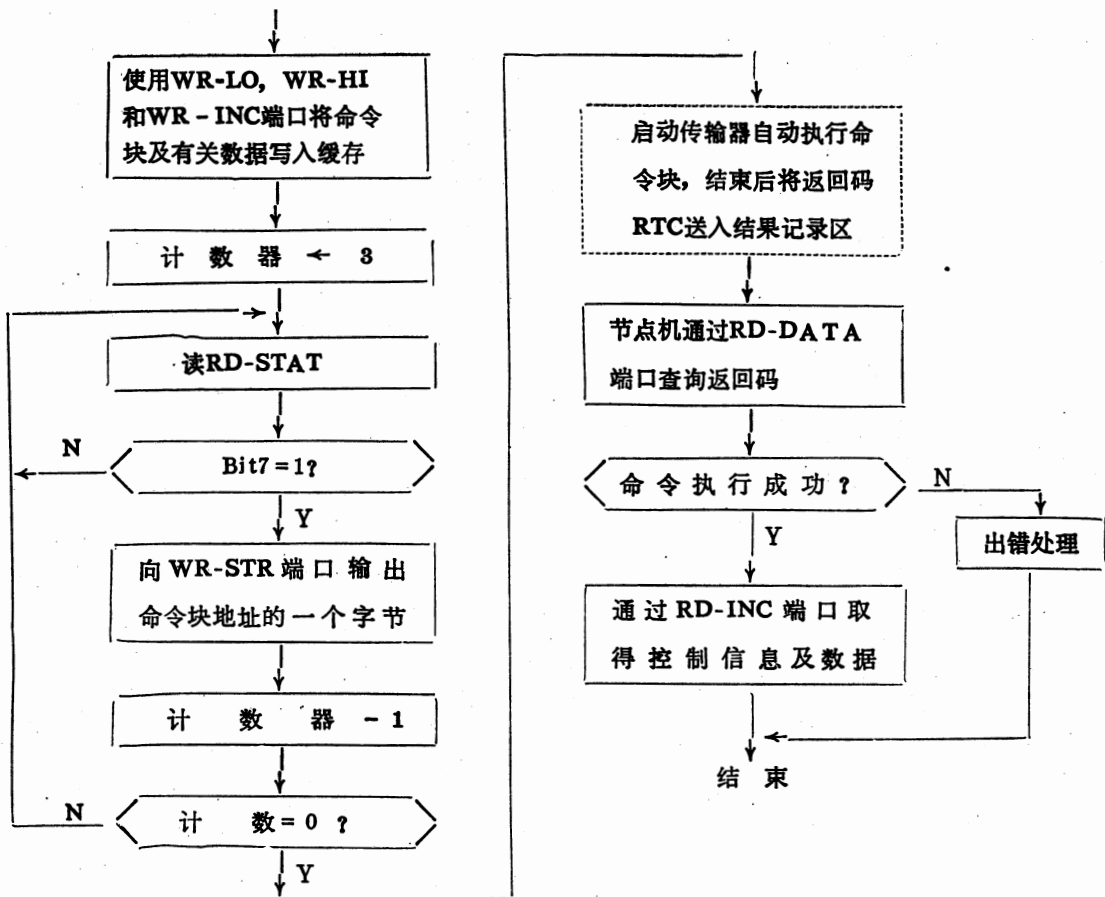 使用WR-LO，WR-HI
和WR－INC端口将命令
块及有关数据写入缓存
计数器 ← 3
读RD-STAT
N
Bit7=1?
Y
向WR-STR端口输出
命令块地址的一个字节
计数器 －1
N
计数=0?
Y
启动传输器自动执行命
令块，结束后将返回码
RTC送入结果记录区
节点机通过RD-DATA
端口查询返回码
命令执行成功?
N
Y
出错处理
通过RD-INC端口取
得控制信息及数据
结束